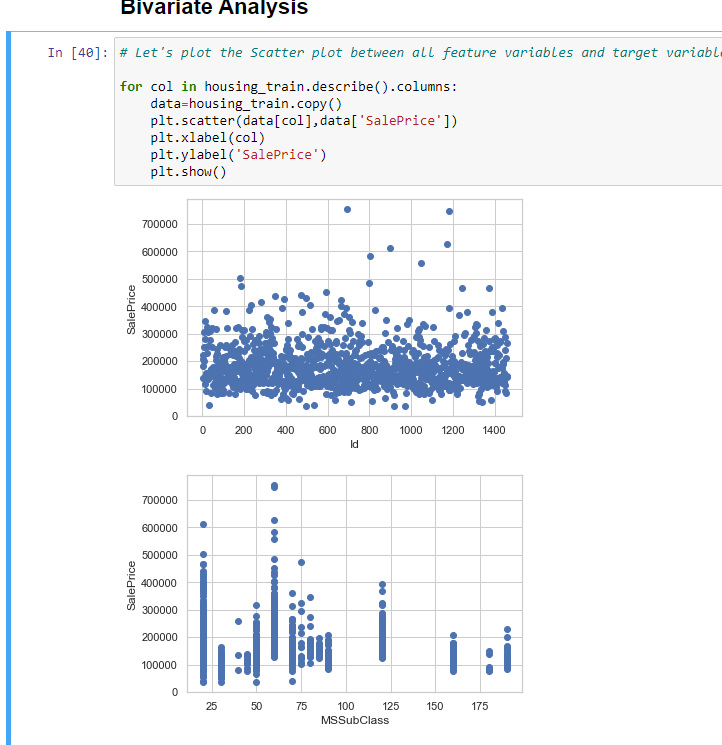 Bivariate Analysis
In [40]: # Let's plot the Scatter plot between all feature variables and target variable
for col in housing_train.describe().columns:
data=housing_train.copy()
plt.scatter(data[col],data['SalePrice'])
plt.xlabel(col)
plt.ylabel('SalePrice')
plt.show()
700000
600000
500000
400000
300000
200000
100000
0
SalePrice
0 200 400 600 800 1000 1200 1400
Id
700000
600000
500000
400000
300000
200000
100000
0
SalePrice
25 50 75 100 125 150 175
MSSubClass